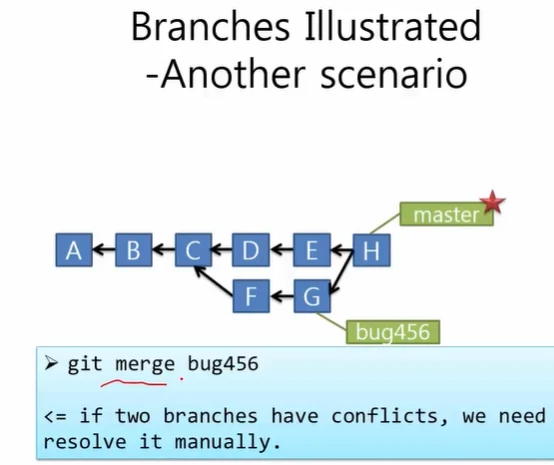 Branches Illustrated
-Another scenario
master
A B C D E H
F G
bug456
➢ git merge bug456
<= if two branches have conflicts, we need
resolve it manually.